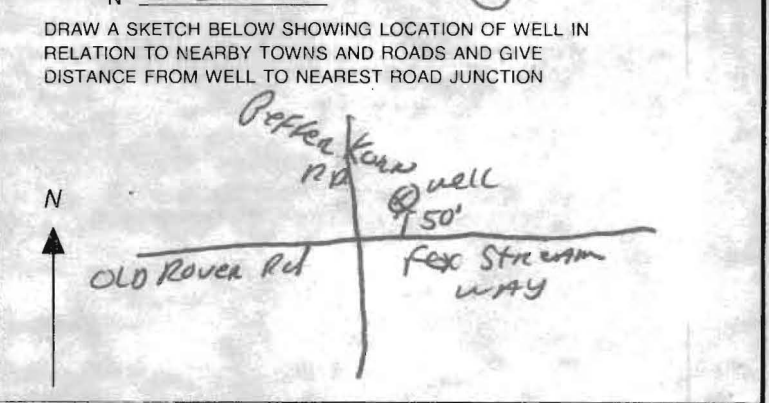 N
DRAW A SKETCH BELOW SHOWING LOCATION OF WELL IN
RELATION TO NEARBY TOWNS AND ROADS AND GIVE
DISTANCE FROM WELL TO NEAREST ROAD JUNCTION
Peffer Korn
RD
well
50'
N
OLD Rover Rd
Fox Stream
WAY